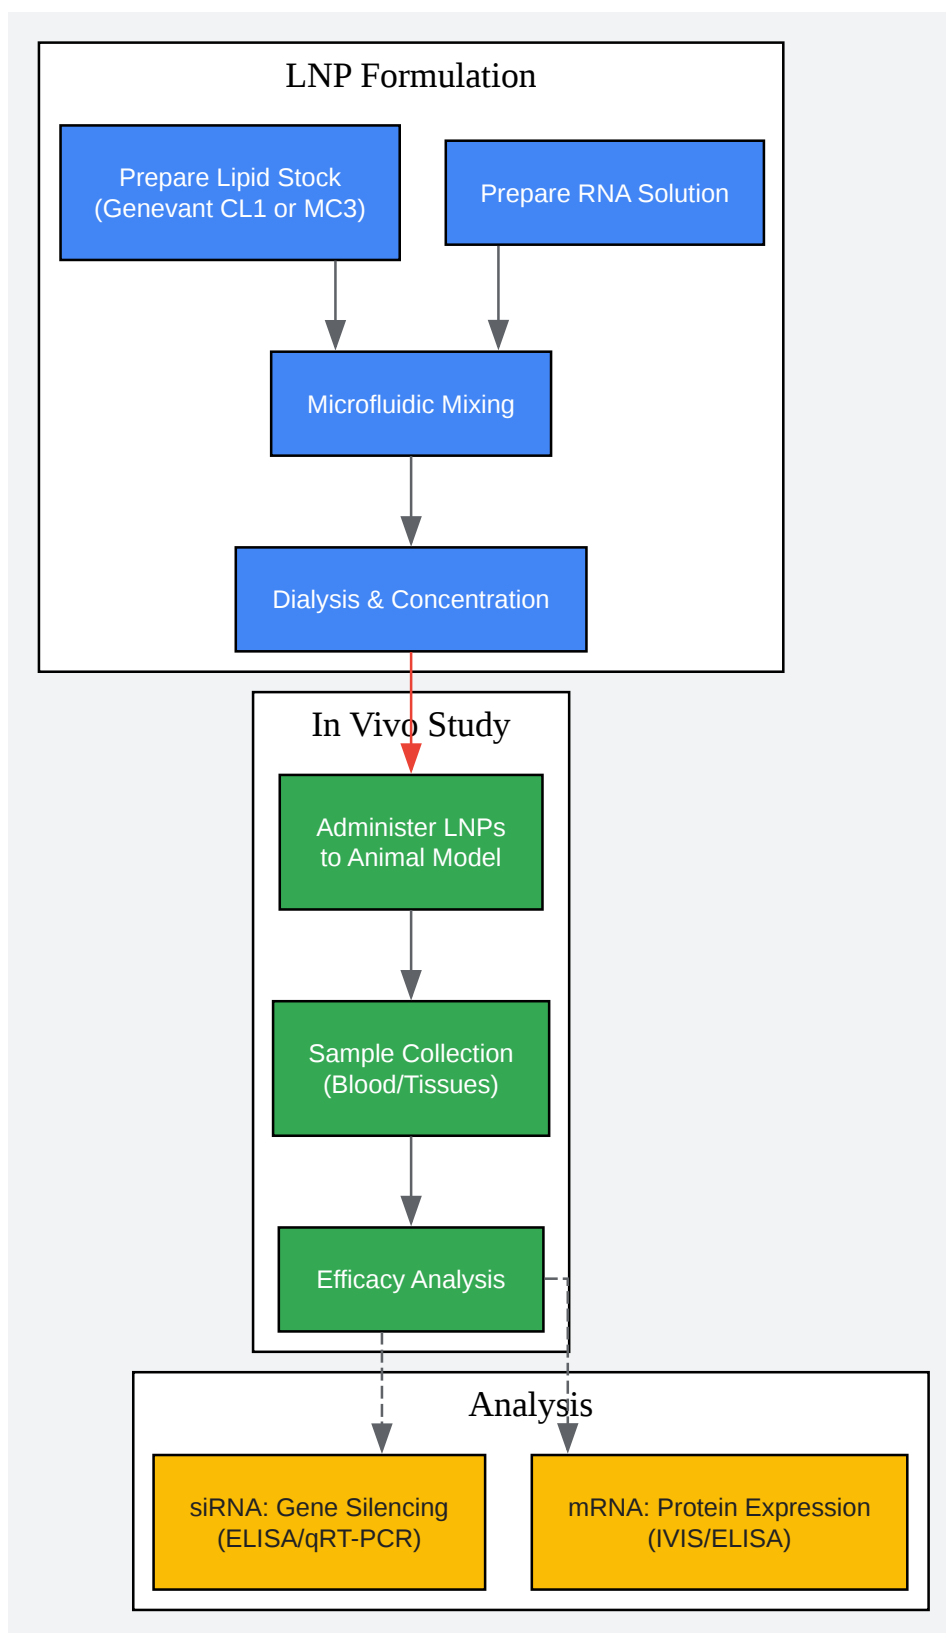 LNP Formulation
Prepare Lipid Stock
(Genevant CL1 or MC3)
Prepare RNA Solution
Microfluidic Mixing
Dialysis & Concentration
In Vivo Study
Administer LNPs
to Animal Model
Sample Collection
(Blood/Tissues)
Efficacy Analysis
Analysis
siRNA: Gene Silencing
(ELISA/qRT-PCR)
mRNA: Protein Expression
(IVIS/ELISA)